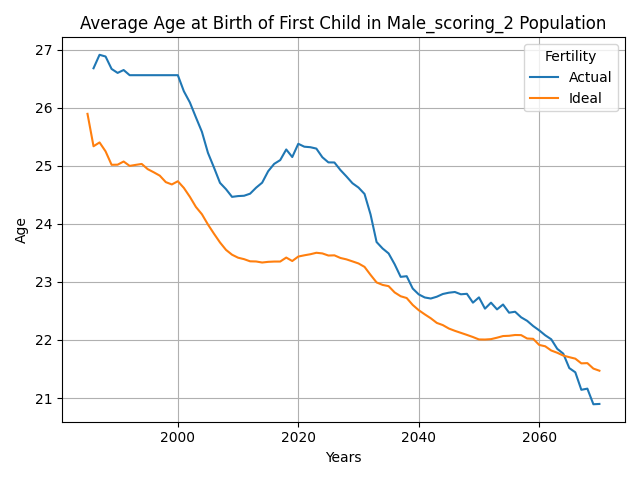 Average Age at Birth of First Child in Male_scoring_2 Population
Fertility
Actual
Ideal
Age
27
26
25
24
23
22
21
2000 2020 2040 2060
Years